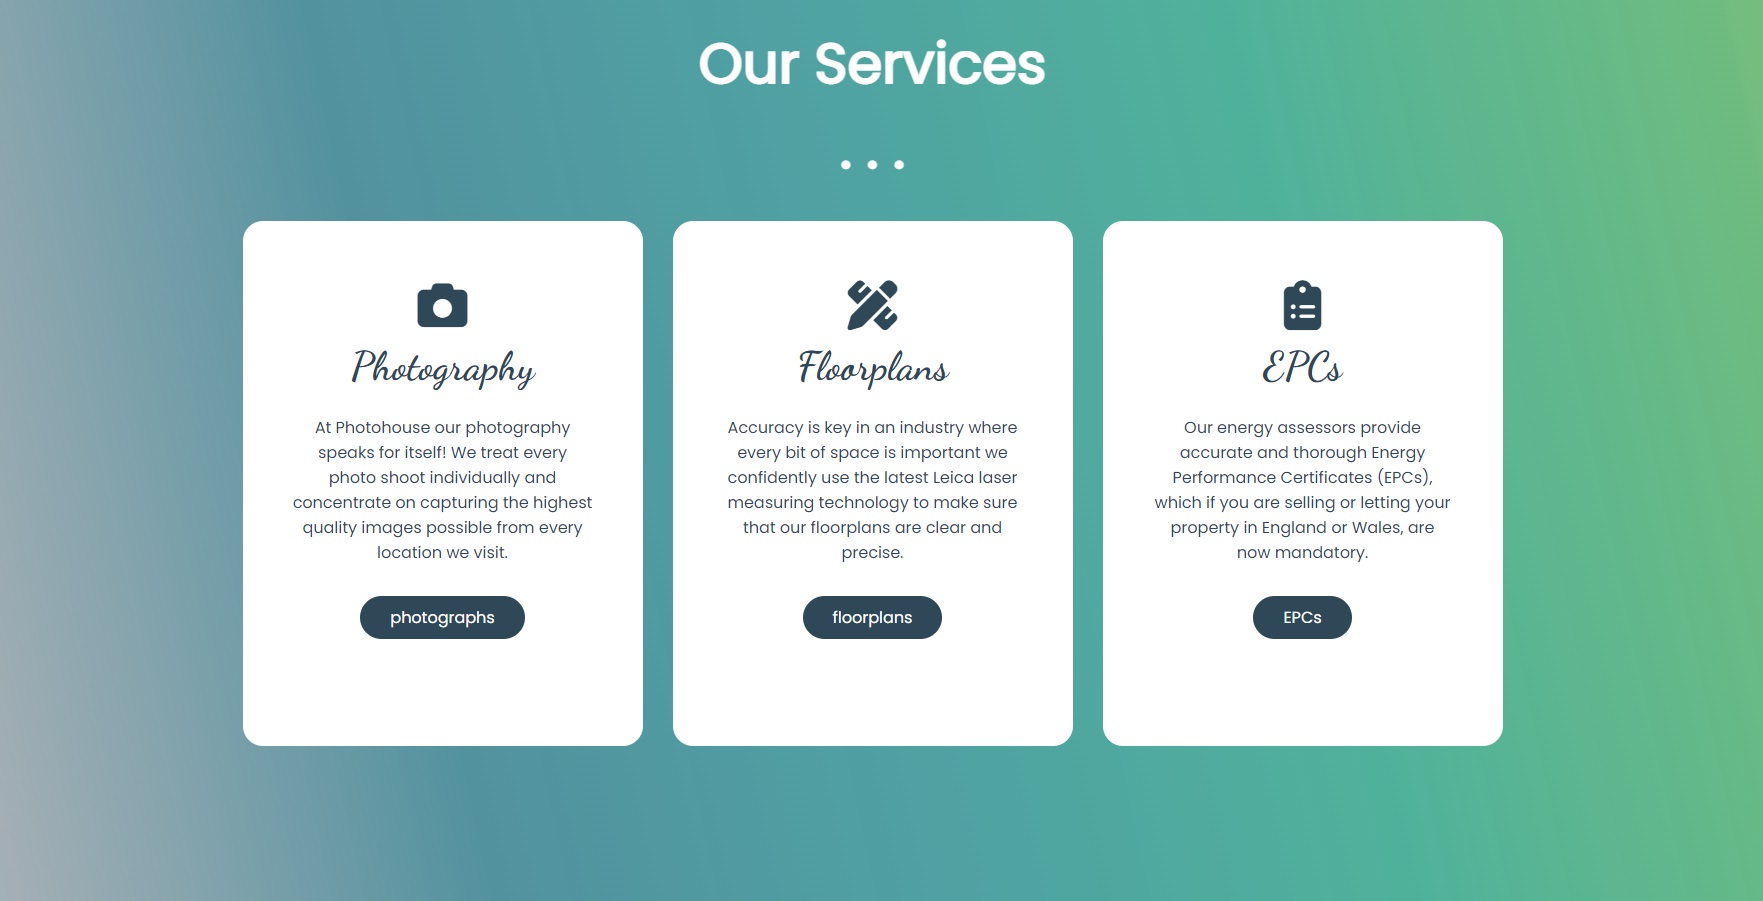 Our Services
Photography
At Photohouse our photography
speaks for itself! We treat every
photo shoot individually and
concentrate on capturing the highest
quality images possible from every
location we visit.
photographs
Floorplans
Accuracy is key in an industry where
every bit of space is important we
confidently use the latest Leica laser
measuring technology to make sure
that our floorplans are clear and
precise.
floorplans
EPCs
Our energy assessors provide
accurate and thorough Energy
Performance Certificates (EPCs),
which if you are selling or letting your
property in England or Wales, are
now mandatory.
EPCs